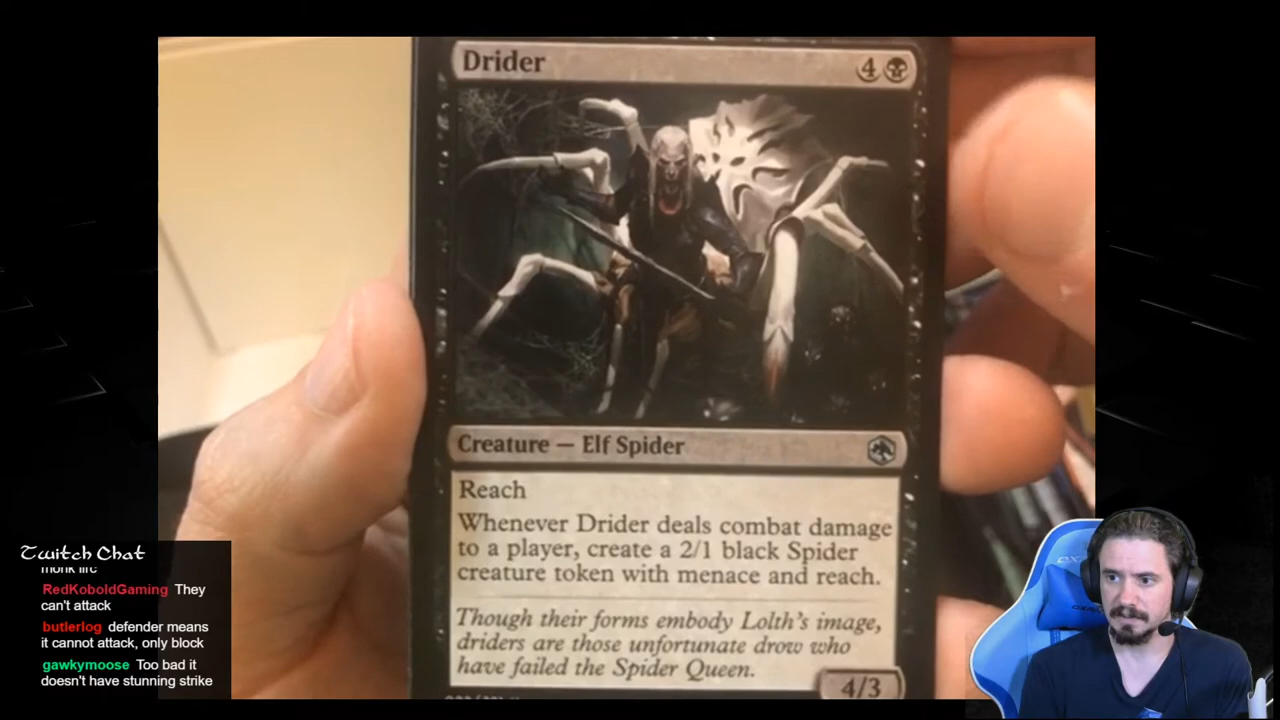 Drider
4
Creature — Elf Spider
Reach
Whenever Drider deals combat damage
to a player, create a 2/1 black Spider
creature token with menace and reach.
Though their forms embody Lolth's image,
driders are those unfortunate drow who
have failed the Spider Queen.
4/3
Twitch Chat
monk life
RedKoboldGaming They
can't attack
butlerlog defender means
it cannot attack, only block
gawkymoose Too bad it
doesn't have stunning strike